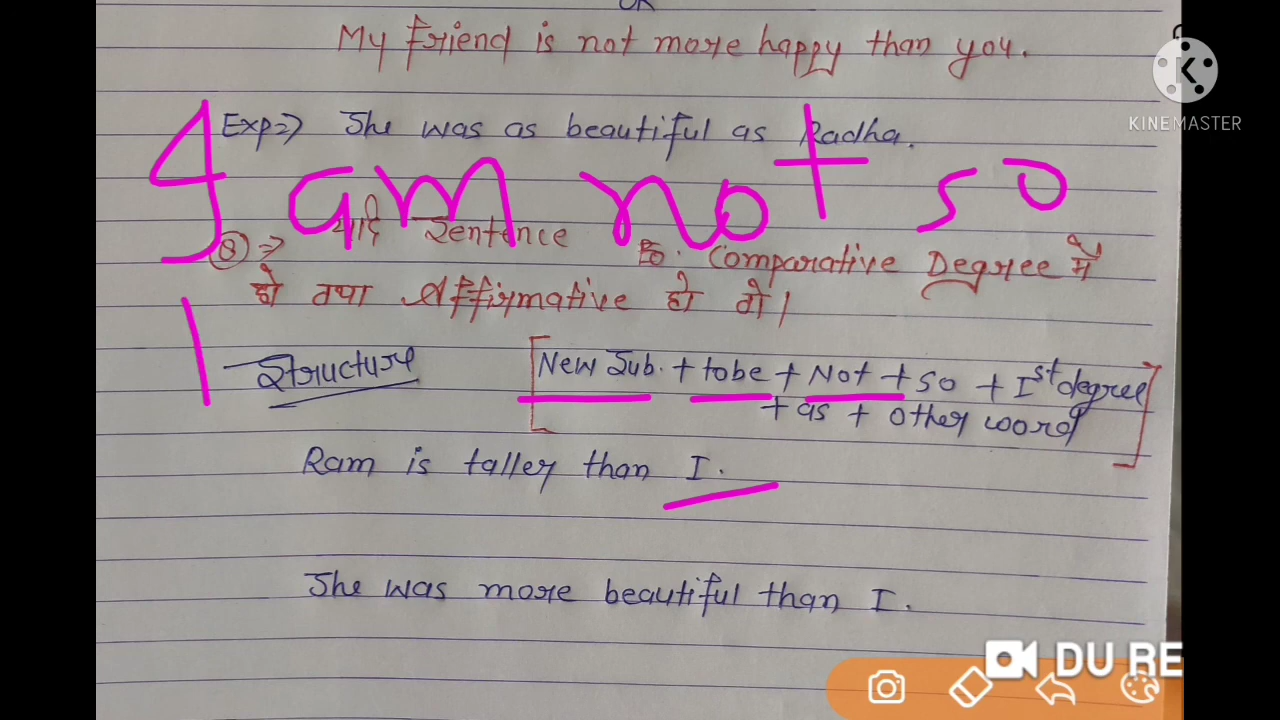 OR
My friend is not more happy than you.
KINEMASTER
Exp⇒ She was as beautiful as Radha.
I am not so
③⇒ यदि Sentence Comparative Degree में
हो तथा Affirmative हो तो।
Structure [New Sub. + tobe + Not + so + Ist degree
+ as + other word]
Ram is taller than I.
She was more beautiful than I.
DU RE